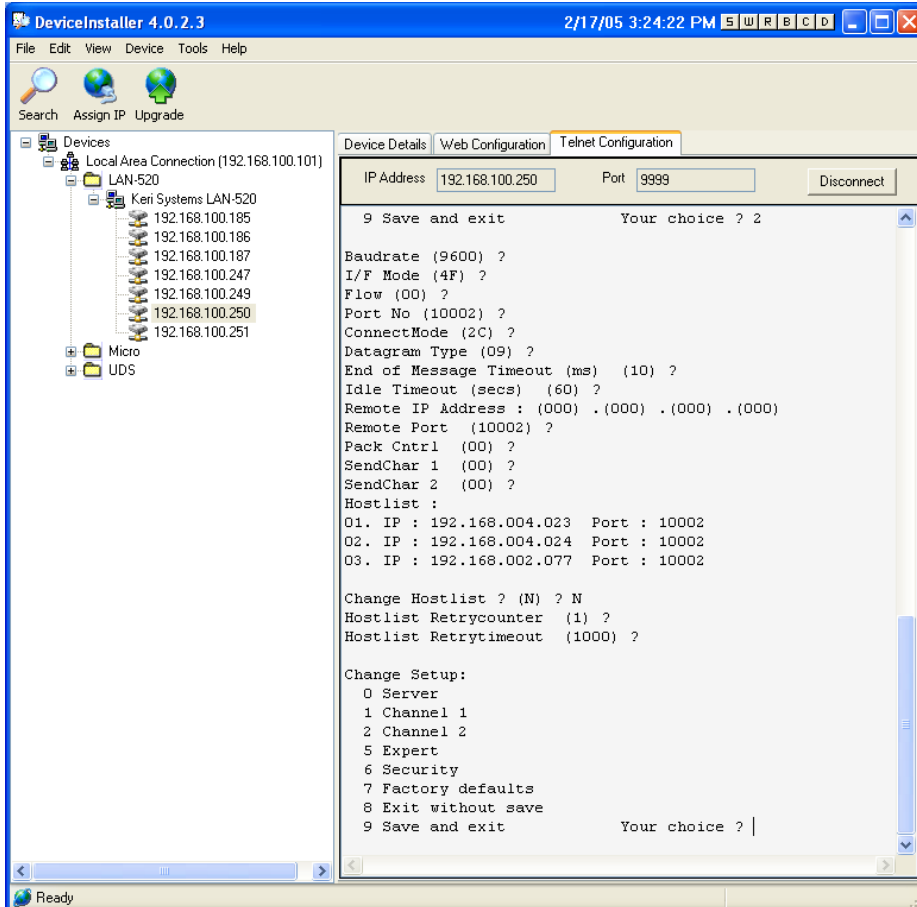 DeviceInstaller 4.0.2.3 2/17/05 3:24:22 PM S W R B C D
File Edit View Device Tools Help
Search Assign IP Upgrade
Devices
Local Area Connection (192.168.100.101)
LAN-520
Keri Systems LAN-520
192.168.100.185
192.168.100.186
192.168.100.187
192.168.100.247
192.168.100.249
192.168.100.250
192.168.100.251
Micro
UDS
Device Details Web Configuration Telnet Configuration
IP Address 192.168.100.250 Port 9999 Disconnect
9 Save and exit Your choice ? 2
Baudrate (9600) ?
I/F Mode (4F) ?
Flow (00) ?
Port No (10002) ?
ConnectMode (2C) ?
Datagram Type (09) ?
End of Message Timeout (ms) (10) ?
Idle Timeout (secs) (60) ?
Remote IP Address : (000) .(000) .(000) .(000)
Remote Port (10002) ?
Pack Cntrl (00) ?
SendChar 1 (00) ?
SendChar 2 (00) ?
Hostlist :
01. IP : 192.168.004.023 Port : 10002
02. IP : 192.168.004.024 Port : 10002
03. IP : 192.168.002.077 Port : 10002
Change Hostlist ? (N) ? N
Hostlist Retrycounter (1) ?
Hostlist Retrytimeout (1000) ?
Change Setup:
0 Server
1 Channel 1
2 Channel 2
5 Expert
6 Security
7 Factory defaults
8 Exit without save
9 Save and exit Your choice ?
Ready